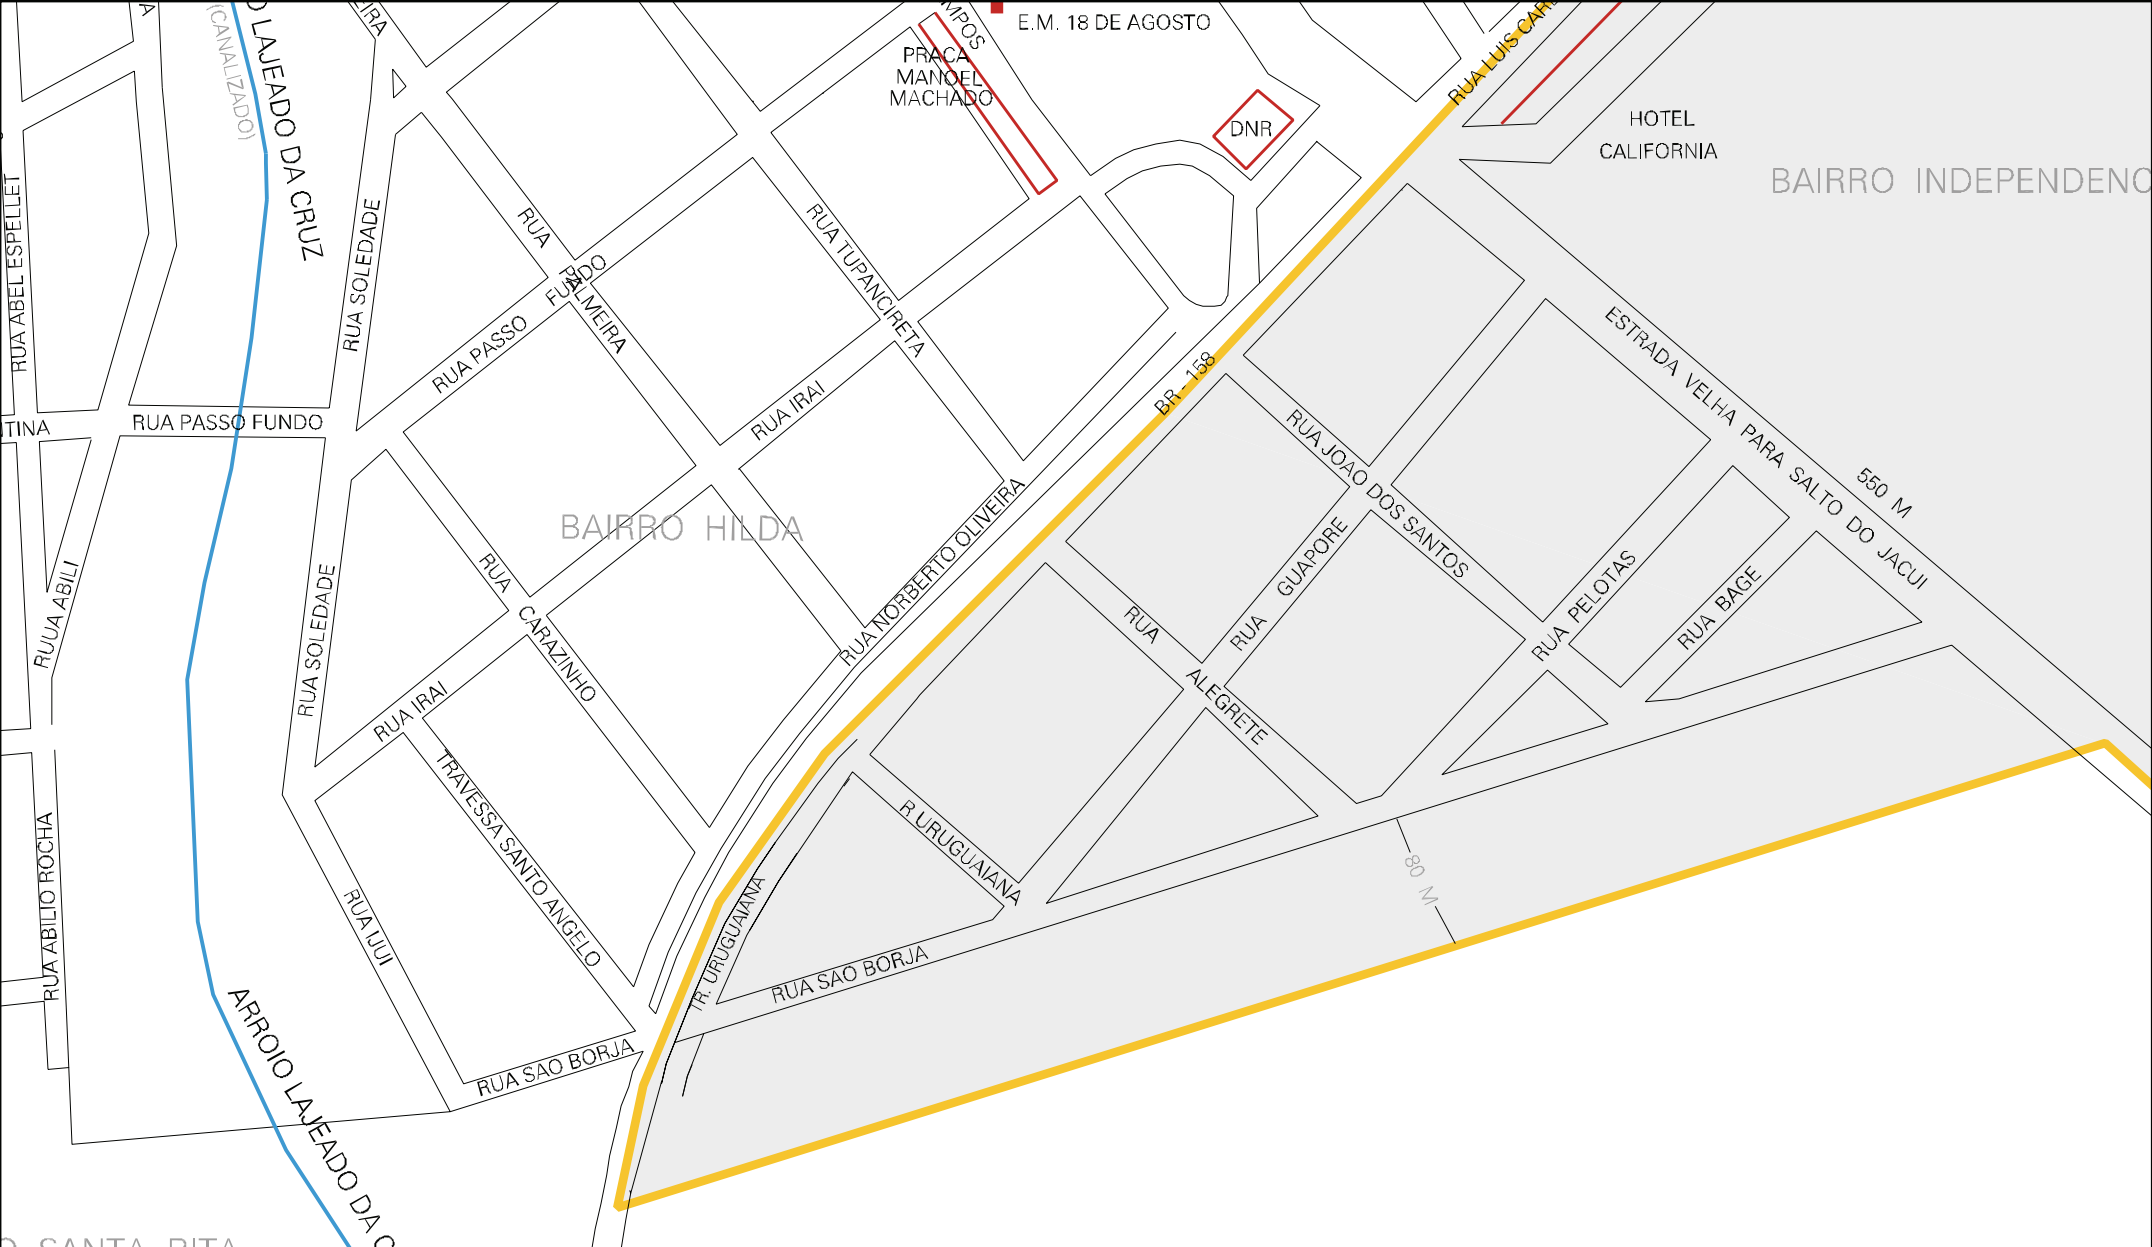 LAJEADO DA CRUZ
(CANALIZADO)
E.M. 18 DE AGOSTO
PRACA
MANOEL
MACHADO
DNR
RUA LUIS
HOTEL
CALIFORNIA
BAIRRO INDEPENDENC
RUA ABEL ESPELLET
RUA SOLEDADE
RUA PALMEIRA
RUA PASSO FUNDO
RUA TUPANCIRETA
RUA IRAI
BR - 158
ESTRADA VELHA PARA SALTO DO JACUI
550 M
RUA PASSO FUNDO
TINA
BAIRRO HILDA
RUA JOAO DOS SANTOS
RUA NORBERTO OLIVEIRA
RUA GUAPORE
RUA PELOTAS
RUA BAGE
RUUA ABILI
RUA SOLEDADE
RUA CARAZINHO
RUA ALEGRETE
RUA IRAI
TRAVESSA SANTO ANGELO
R URUGUAIANA
80 M
RUA ABILIO ROCHA
RUA IJUI
TR. URUGUAIANA
RUA SAO BORJA
RUA SAO BORJA
ARROIO LAJEADO DA C
SANTA RITA